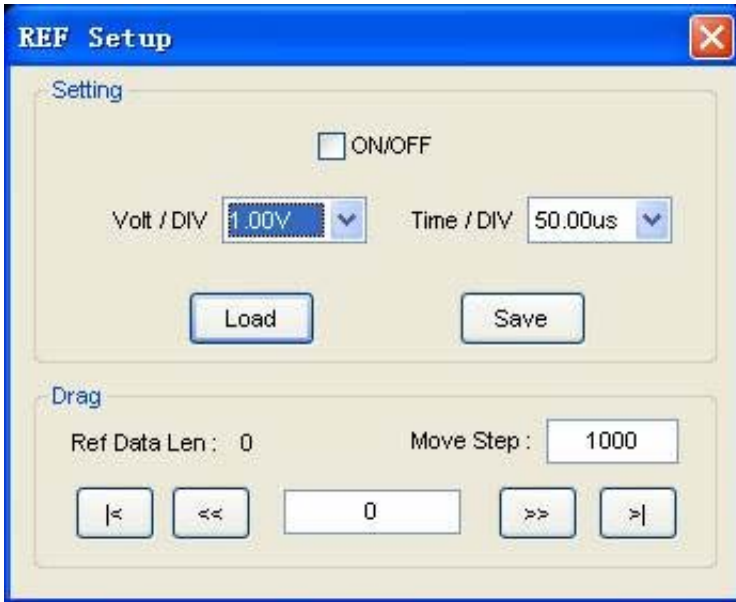 REF Setup
Setting
ON/OFF
Volt / DIV 1.00V Time / DIV 50.00us
Load Save
Drag
Ref Data Len : 0 Move Step : 1000
|< << 0 >> >|